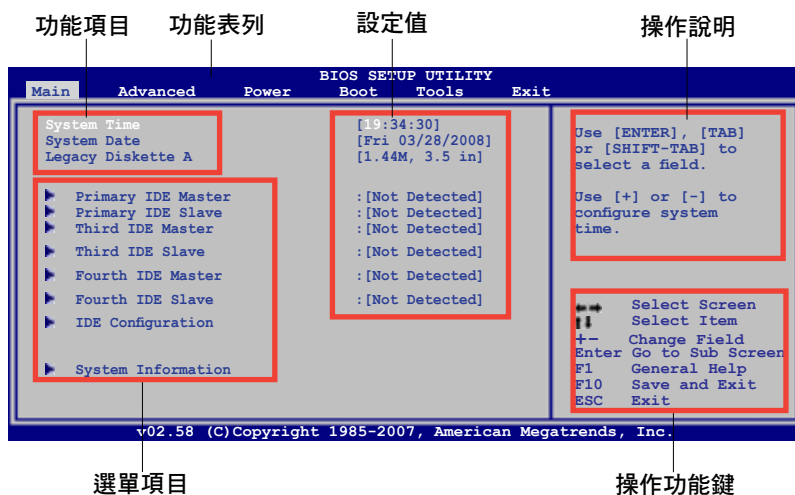 功能項目 功能表列 設定值 操作說明
BIOS SETUP UTILITY
Main Advanced Power Boot Tools Exit
System Time [19:34:30]
System Date [Fri 03/28/2008]
Legacy Diskette A [1.44M, 3.5 in]
Primary IDE Master :[Not Detected]
Primary IDE Slave :[Not Detected]
Third IDE Master :[Not Detected]
Third IDE Slave :[Not Detected]
Fourth IDE Master :[Not Detected]
Fourth IDE Slave :[Not Detected]
IDE Configuration
System Information
Use [ENTER], [TAB]
or [SHIFT-TAB] to
select a field.
Use [+] or [-] to
configure system
time.
←→ Select Screen
↑↓ Select Item
+- Change Field
Enter Go to Sub Screen
F1 General Help
F10 Save and Exit
ESC Exit
v02.58 (C)Copyright 1985-2007, American Megatrends, Inc.
選單項目 操作功能鍵